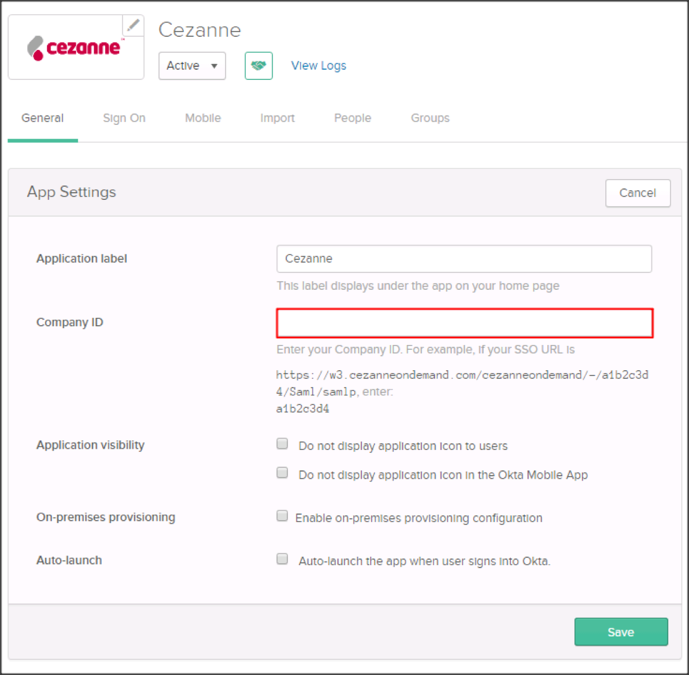 cezanne™
Cezanne
Active
View Logs
General Sign On Mobile Import People Groups
App Settings
Cancel
Application label
Cezanne
This label displays under the app on your home page
Company ID
Enter your Company ID. For example, if your SSO URL is
https://w3.cezanneondemand.com/cezanneondemand/-/a1b2c3d
4/Saml/samlp, enter:
a1b2c3d4
Application visibility
Do not display application icon to users
Do not display application icon in the Okta Mobile App
On-premises provisioning
Enable on-premises provisioning configuration
Auto-launch
Auto-launch the app when user signs into Okta.
Save